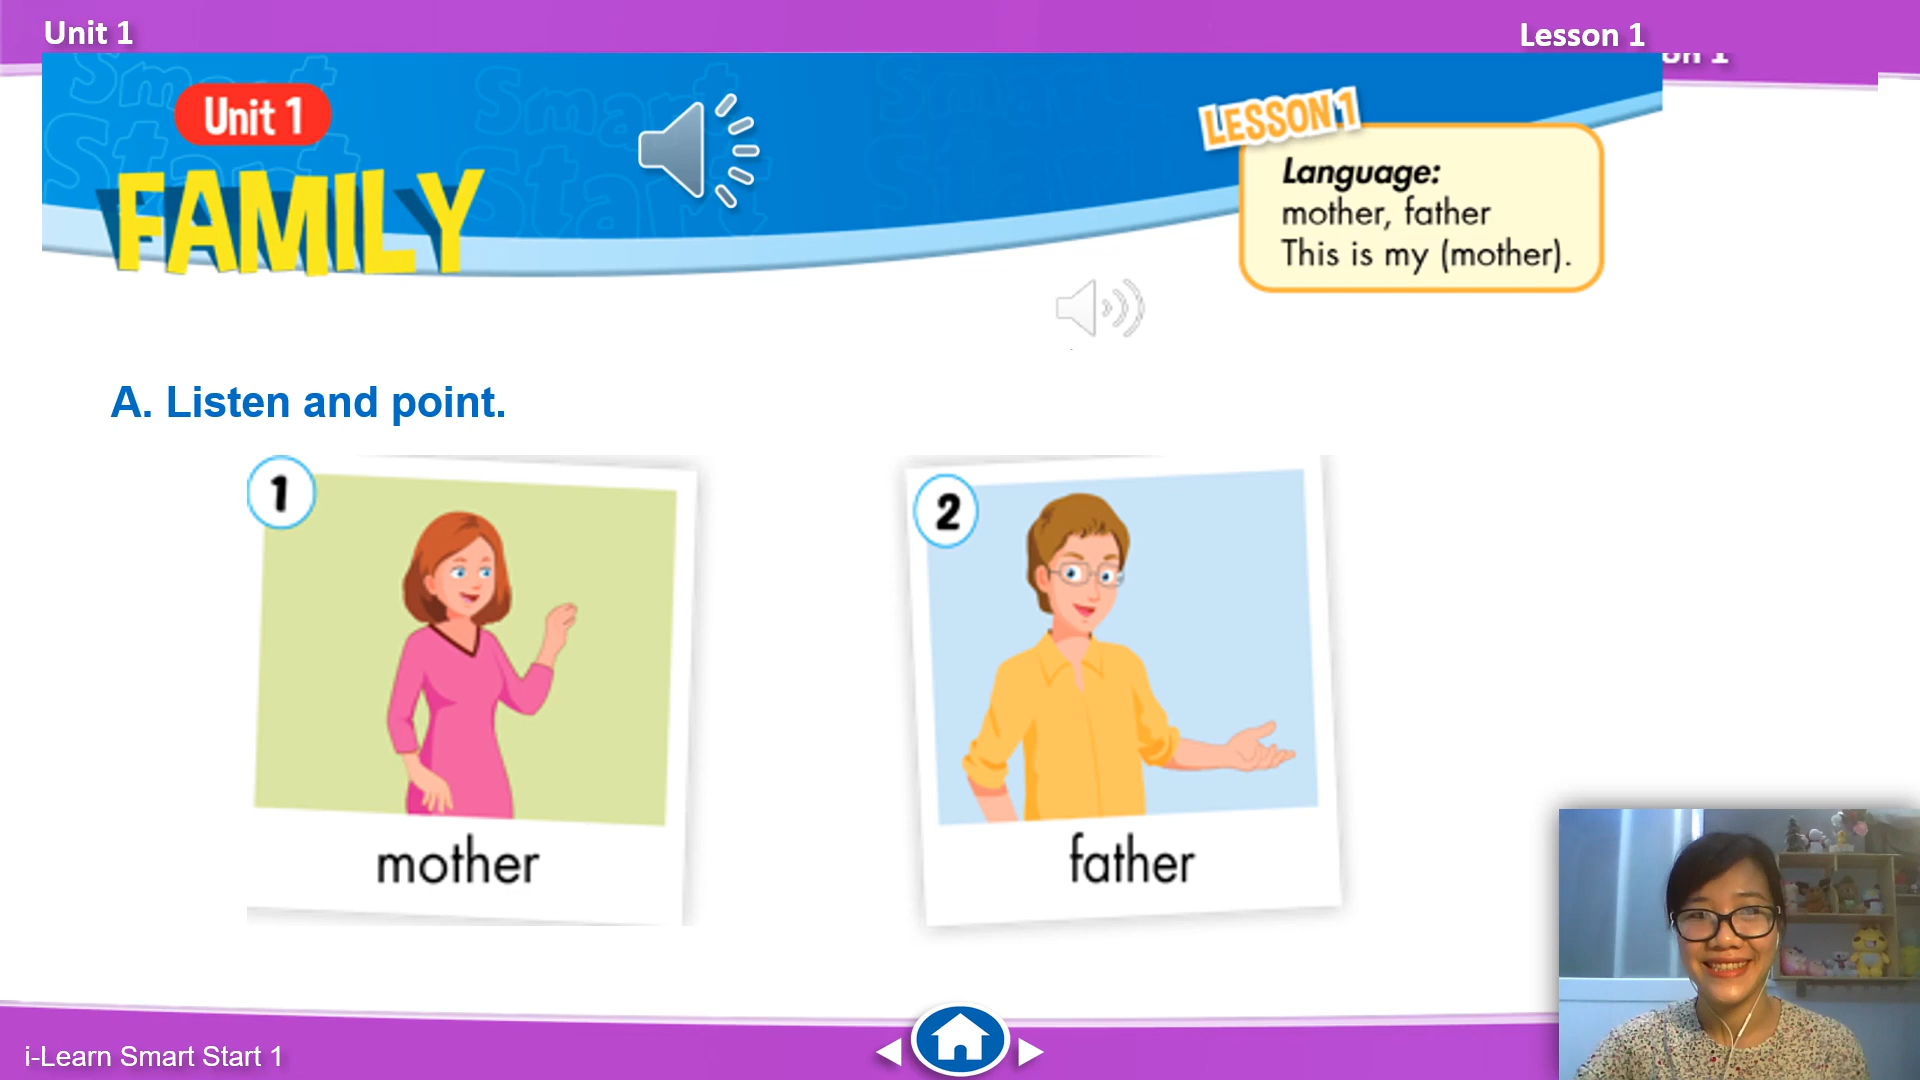 Unit 1
Lesson 1
Unit 1
FAMILY
LESSON 1
Language:
mother, father
This is my (mother).
A. Listen and point.
1
2
mother
father
i-Learn Smart Start 1